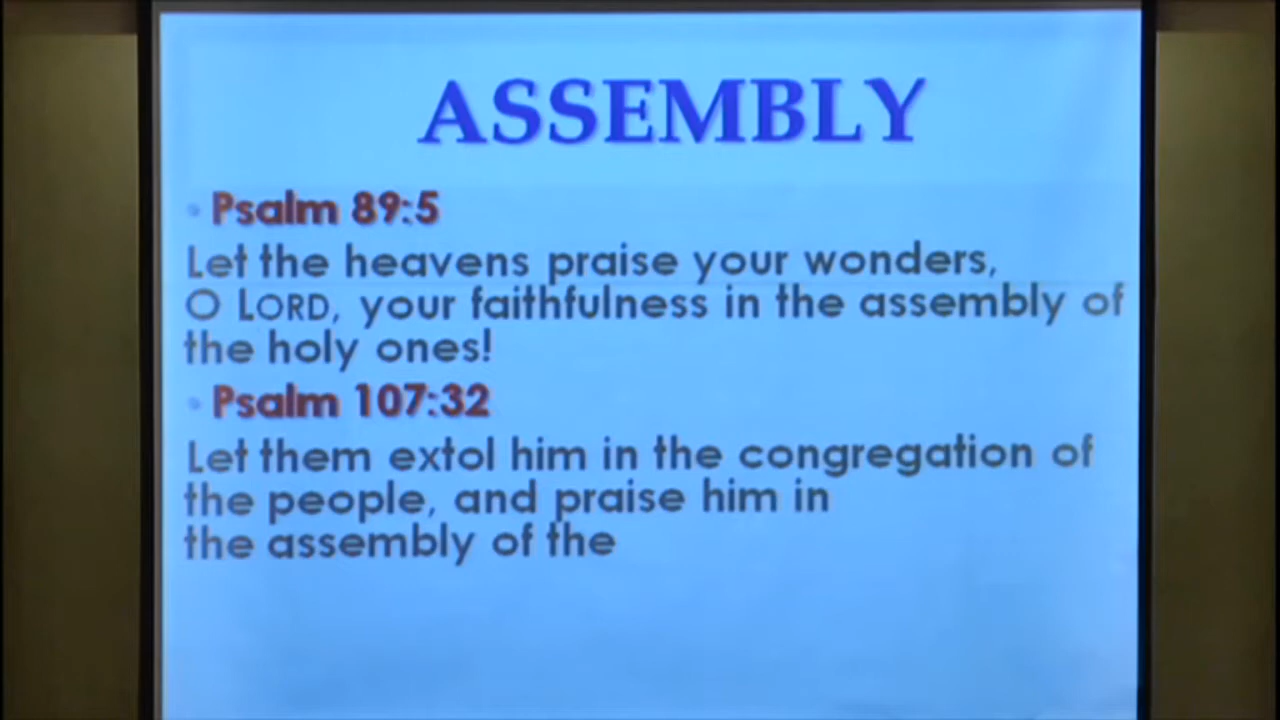 ASSEMBLY
• Psalm 89:5
Let the heavens praise your wonders,
O LORD, your faithfulness in the assembly of
the holy ones!
• Psalm 107:32
Let them extol him in the congregation of
the people, and praise him in
the assembly of the